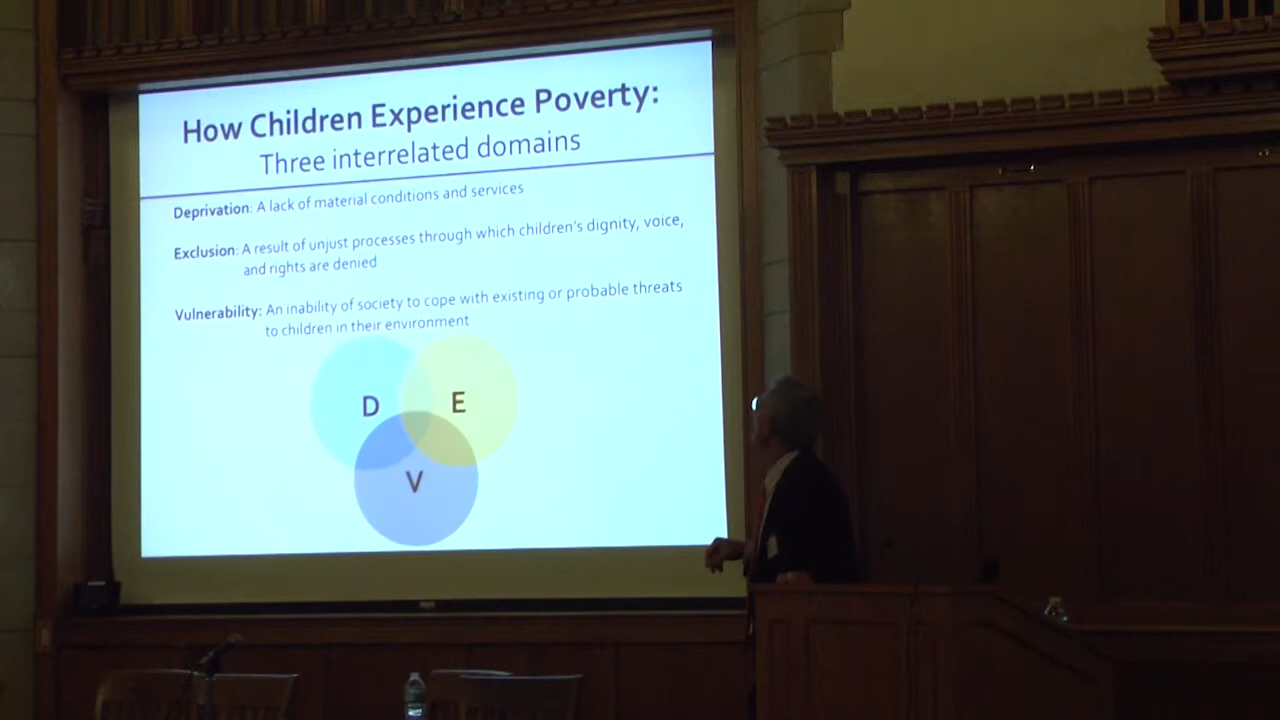 How Children Experience Poverty:
Three interrelated domains
Deprivation: A lack of material conditions and services
Exclusion: A result of unjust processes through which children's dignity, voice,
and rights are denied
Vulnerability: An inability of society to cope with existing or probable threats
to children in their environment
D
E
V